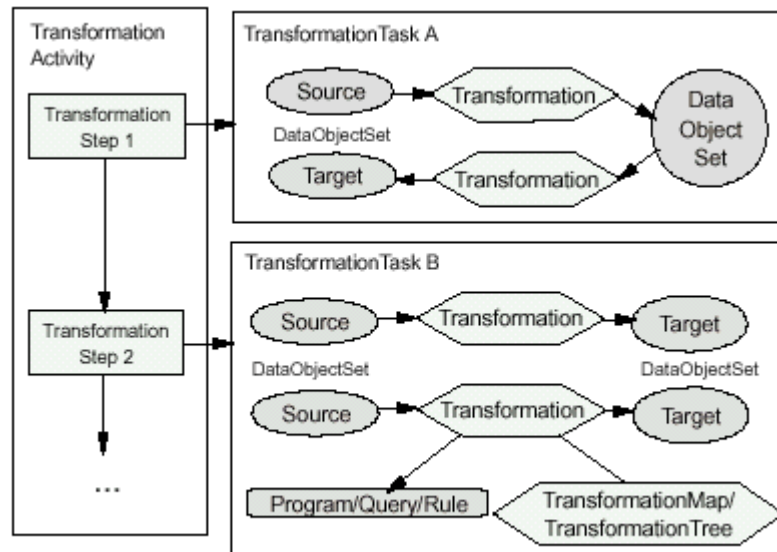 Transformation
Activity
Transformation
Step 1
Transformation
Step 2
...
TransformationTask A
Source
Transformation
Data
Object
Set
DataObjectSet
Target
Transformation
TransformationTask B
Source
Transformation
Target
DataObjectSet
DataObjectSet
Source
Transformation
Target
Program/Query/Rule
TransformationMap/
TransformationTree